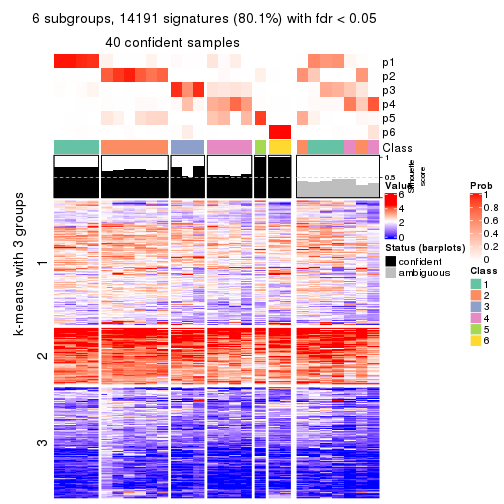 6 subgroups, 14191 signatures (80.1%) with fdr < 0.05
40 confident samples
p1
p2
p3
p4
p5
p6
Class
1
0.5
0
Silhouette
score
k-means with 3 groups
1
2
3
Value
6
4
2
0
Status (barplots)
confident
ambiguous
Prob
1
0.8
0.6
0.4
0.2
0
Class
1
2
3
4
5
6